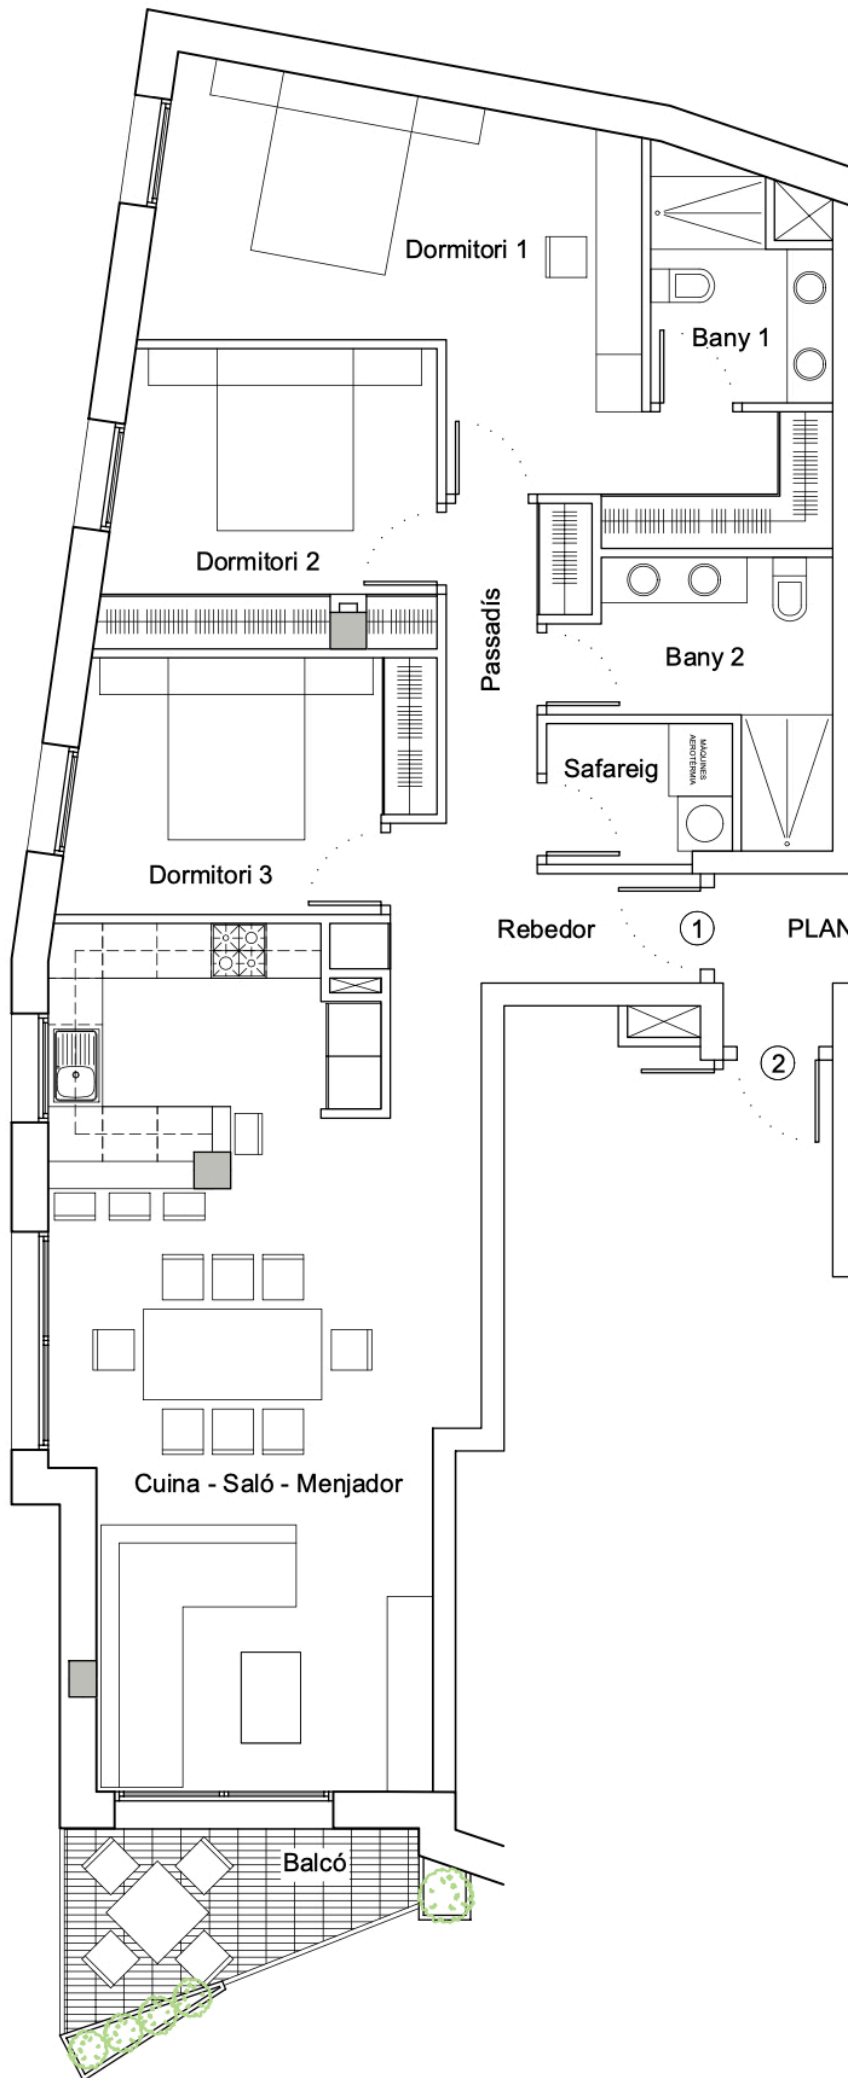 Dormitori 1
Bany 1
Dormitori 2
Passadís
Bany 2
MÀQUINES
AEROTÈRMIA
Safareig
Dormitori 3
Rebedor
1
PLAN
2
Cuina - Saló - Menjador
Balcó